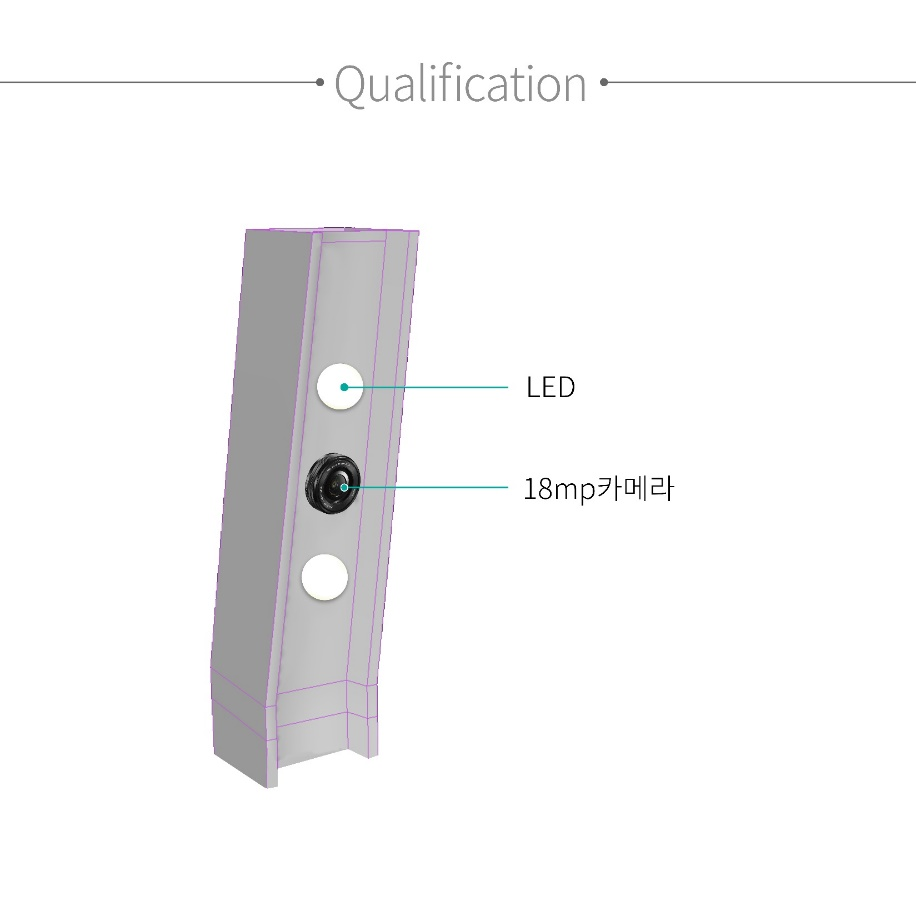 Qualification
LED
18mp카메라